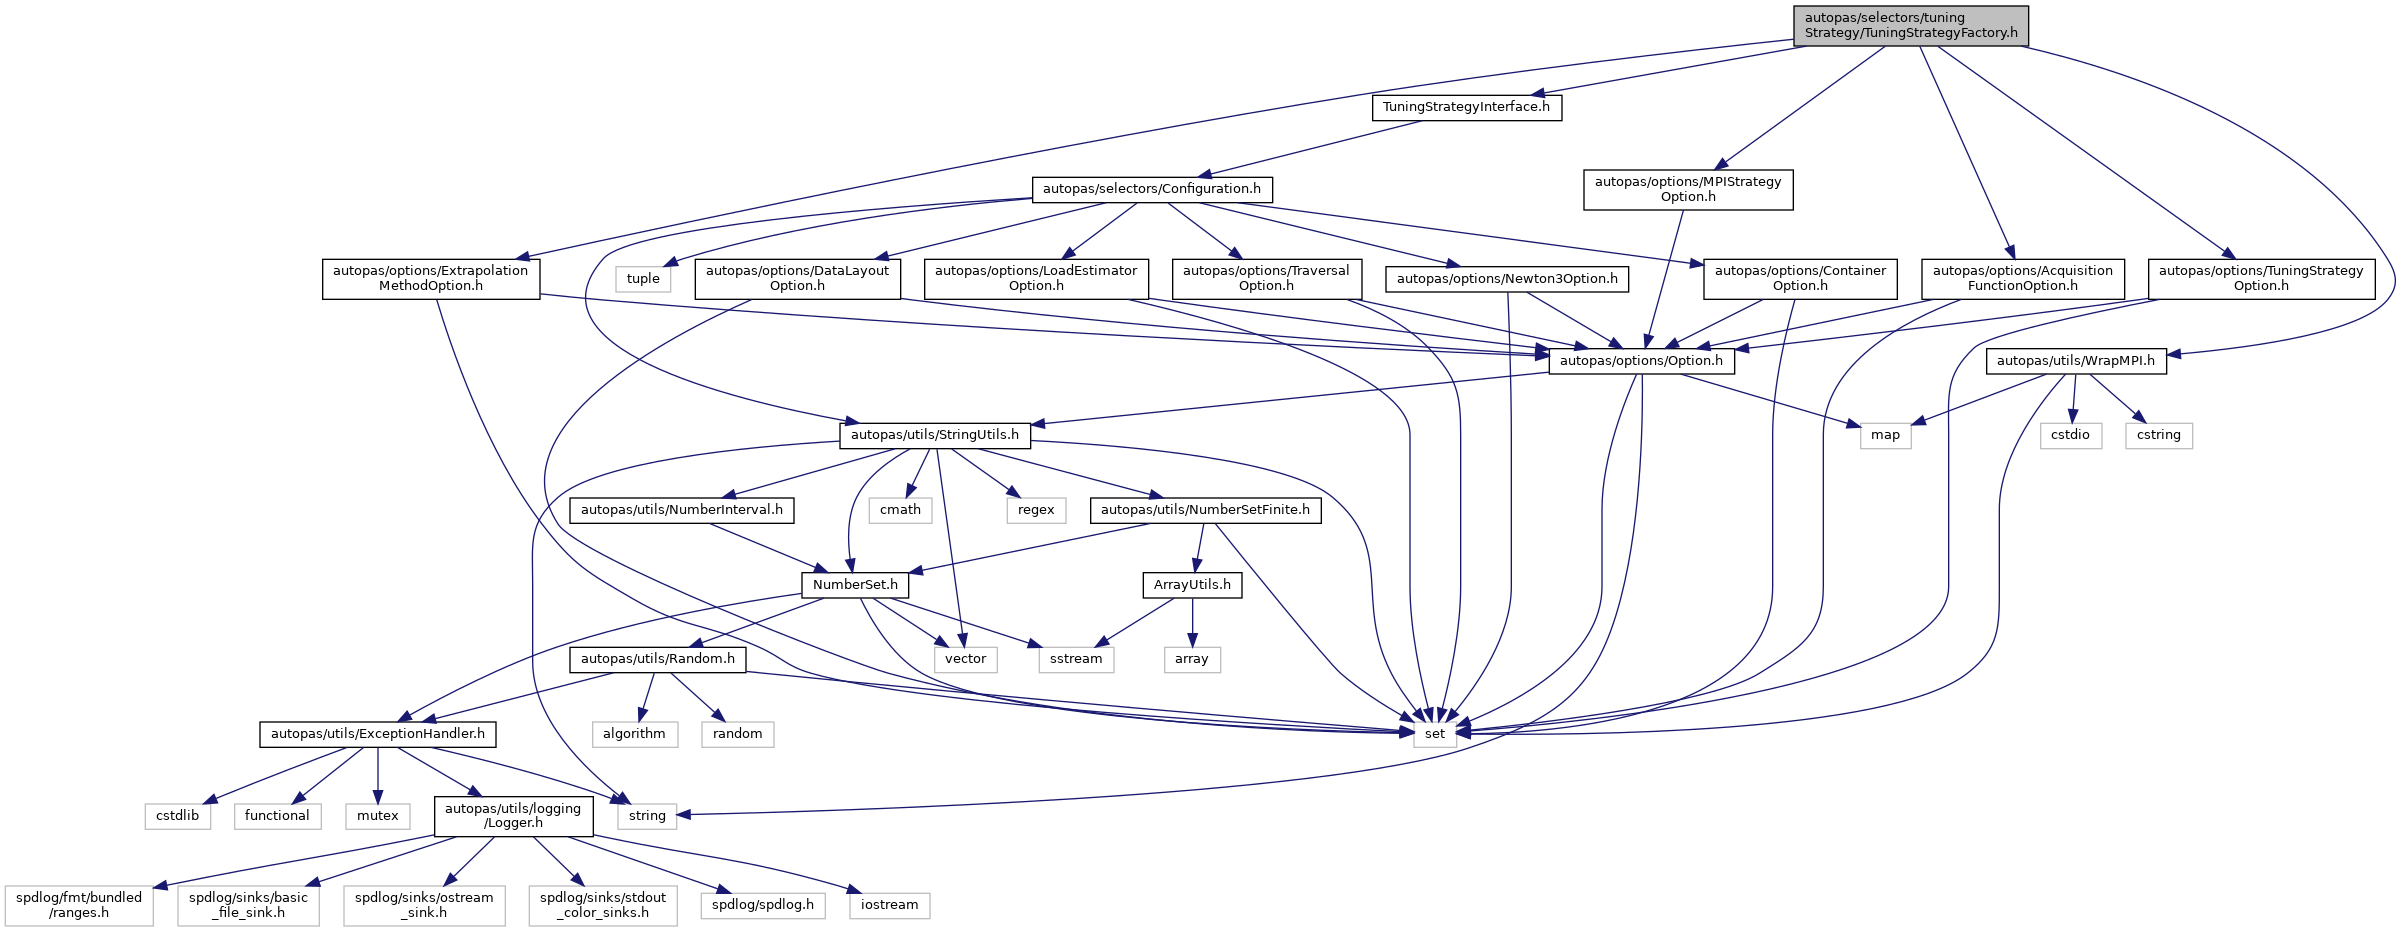 autopas/selectors/tuning
Strategy/TuningStrategyFactory.h
TuningStrategyInterface.h
autopas/selectors/Configuration.h
autopas/options/MPIStrategy
Option.h
autopas/options/Extrapolation
MethodOption.h
tuple
autopas/options/DataLayout
Option.h
autopas/options/LoadEstimator
Option.h
autopas/options/Traversal
Option.h
autopas/options/Newton3Option.h
autopas/options/Container
Option.h
autopas/options/Acquisition
FunctionOption.h
autopas/options/TuningStrategy
Option.h
autopas/options/Option.h
autopas/utils/WrapMPI.h
autopas/utils/StringUtils.h
map
cstdio
cstring
autopas/utils/NumberInterval.h
cmath
regex
autopas/utils/NumberSetFinite.h
NumberSet.h
ArrayUtils.h
autopas/utils/Random.h
vector
sstream
array
autopas/utils/ExceptionHandler.h
algorithm
random
set
cstdlib
functional
mutex
autopas/utils/logging
/Logger.h
string
spdlog/fmt/bundled
/ranges.h
spdlog/sinks/basic
_file_sink.h
spdlog/sinks/ostream
_sink.h
spdlog/sinks/stdout
_color_sinks.h
spdlog/spdlog.h
iostream